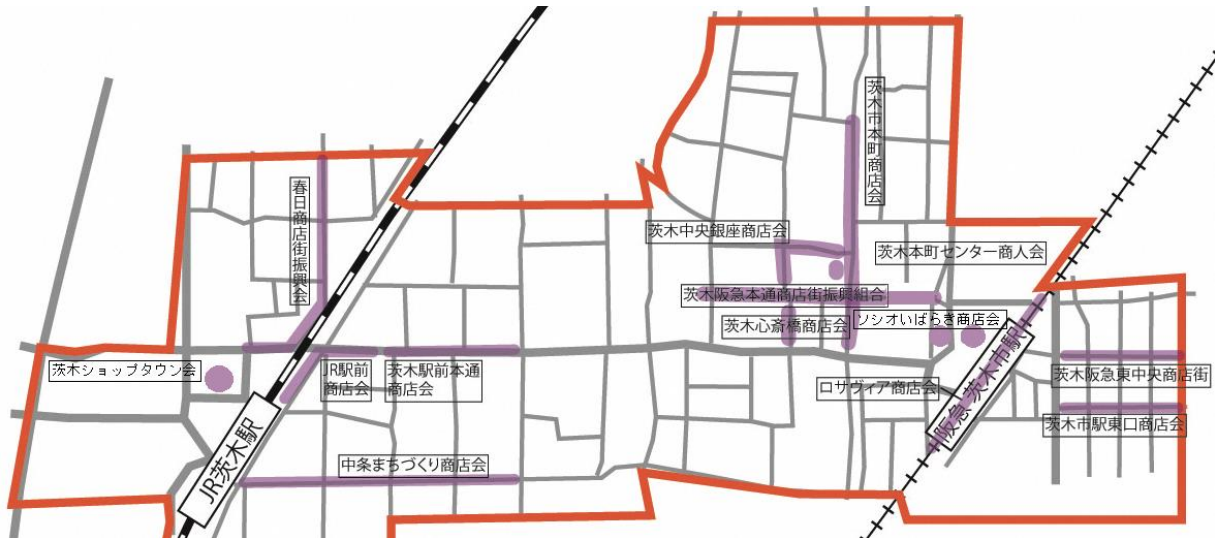 春日商店街振興会
茨木市本町商店会
茨木中央銀座商店会
茨木本町センター商人会
茨木阪急本通商店街振興組合
茨木心斎橋商店会
ソシオいばらき商店会
茨木ショップタウン会
JR駅前
商店会
茨木駅前本通
商店会
ロサヴィア商店会
阪急 茨木市駅
茨木阪急東中央商店街
茨木市駅東口商店会
JR茨木駅
中条まちづくり商店会